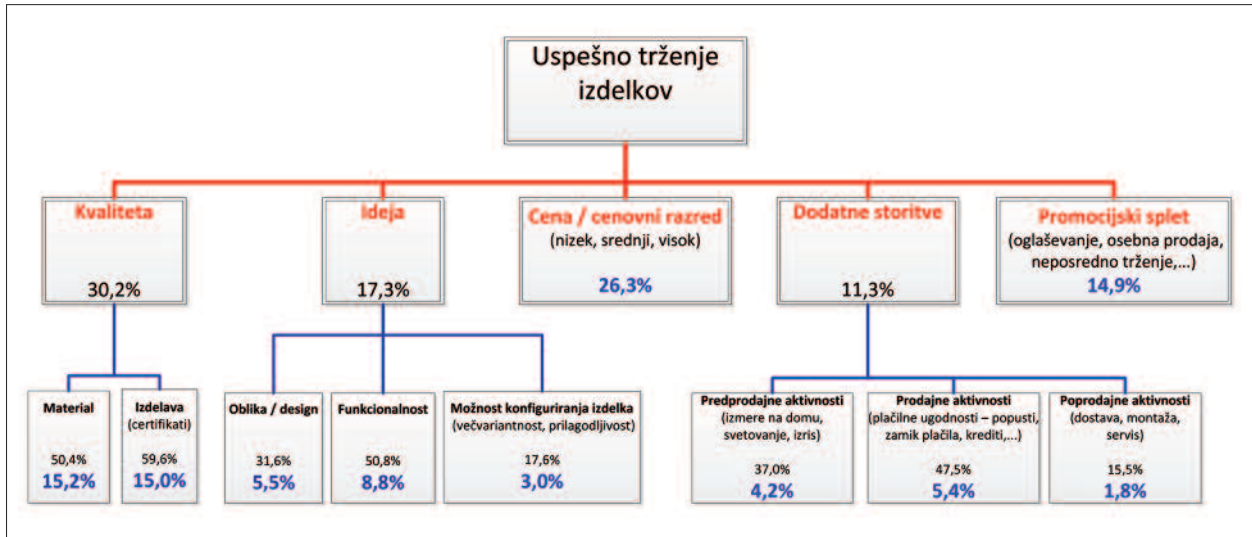 Uspešno trženje
izdelkov
Kvaliteta
30,2%
Ideja
17,3%
Cena / cenovni razred
(nizek, srednji, visok)
26,3%
Dodatne storitve
11,3%
Promocijski splet
(oglaševanje, osebna prodaja,
neposredno trženje,...)
14,9%
Material
50,4%
15,2%
Izdelava
(certifikati)
59,6%
15,0%
Oblika / design
31,6%
5,5%
Funkcionalnost
50,8%
8,8%
Možnost konfiguriranja izdelka
(večvariantnost, prilagodljivost)
17,6%
3,0%
Predprodajne aktivnosti
(izmere na domu,
svetovanje, izris)
37,0%
4,2%
Prodajne aktivnosti
(plačilne ugodnosti – popusti,
zamik plačila, krediti,...)
47,5%
5,4%
Poprodajne aktivnosti
(dostava, montaža,
servis)
15,5%
1,8%